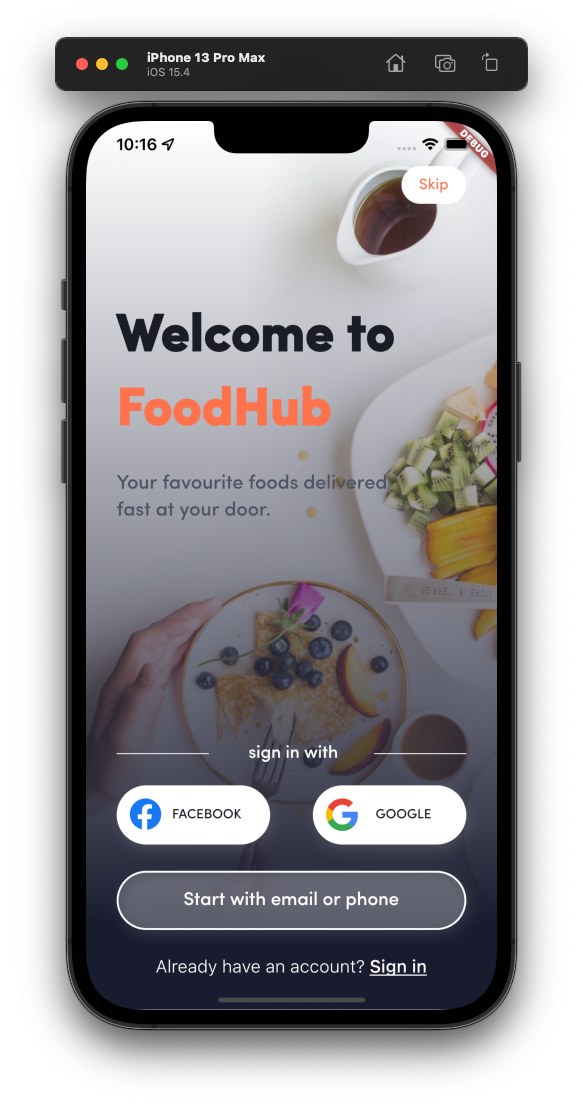 iPhone 13 Pro Max
iOS 15.4
10:16
DEBUG
Skip
Welcome to
FoodHub
Your favourite foods delivered
fast at your door.
sign in with
FACEBOOK
GOOGLE
Start with email or phone
Already have an account? Sign in